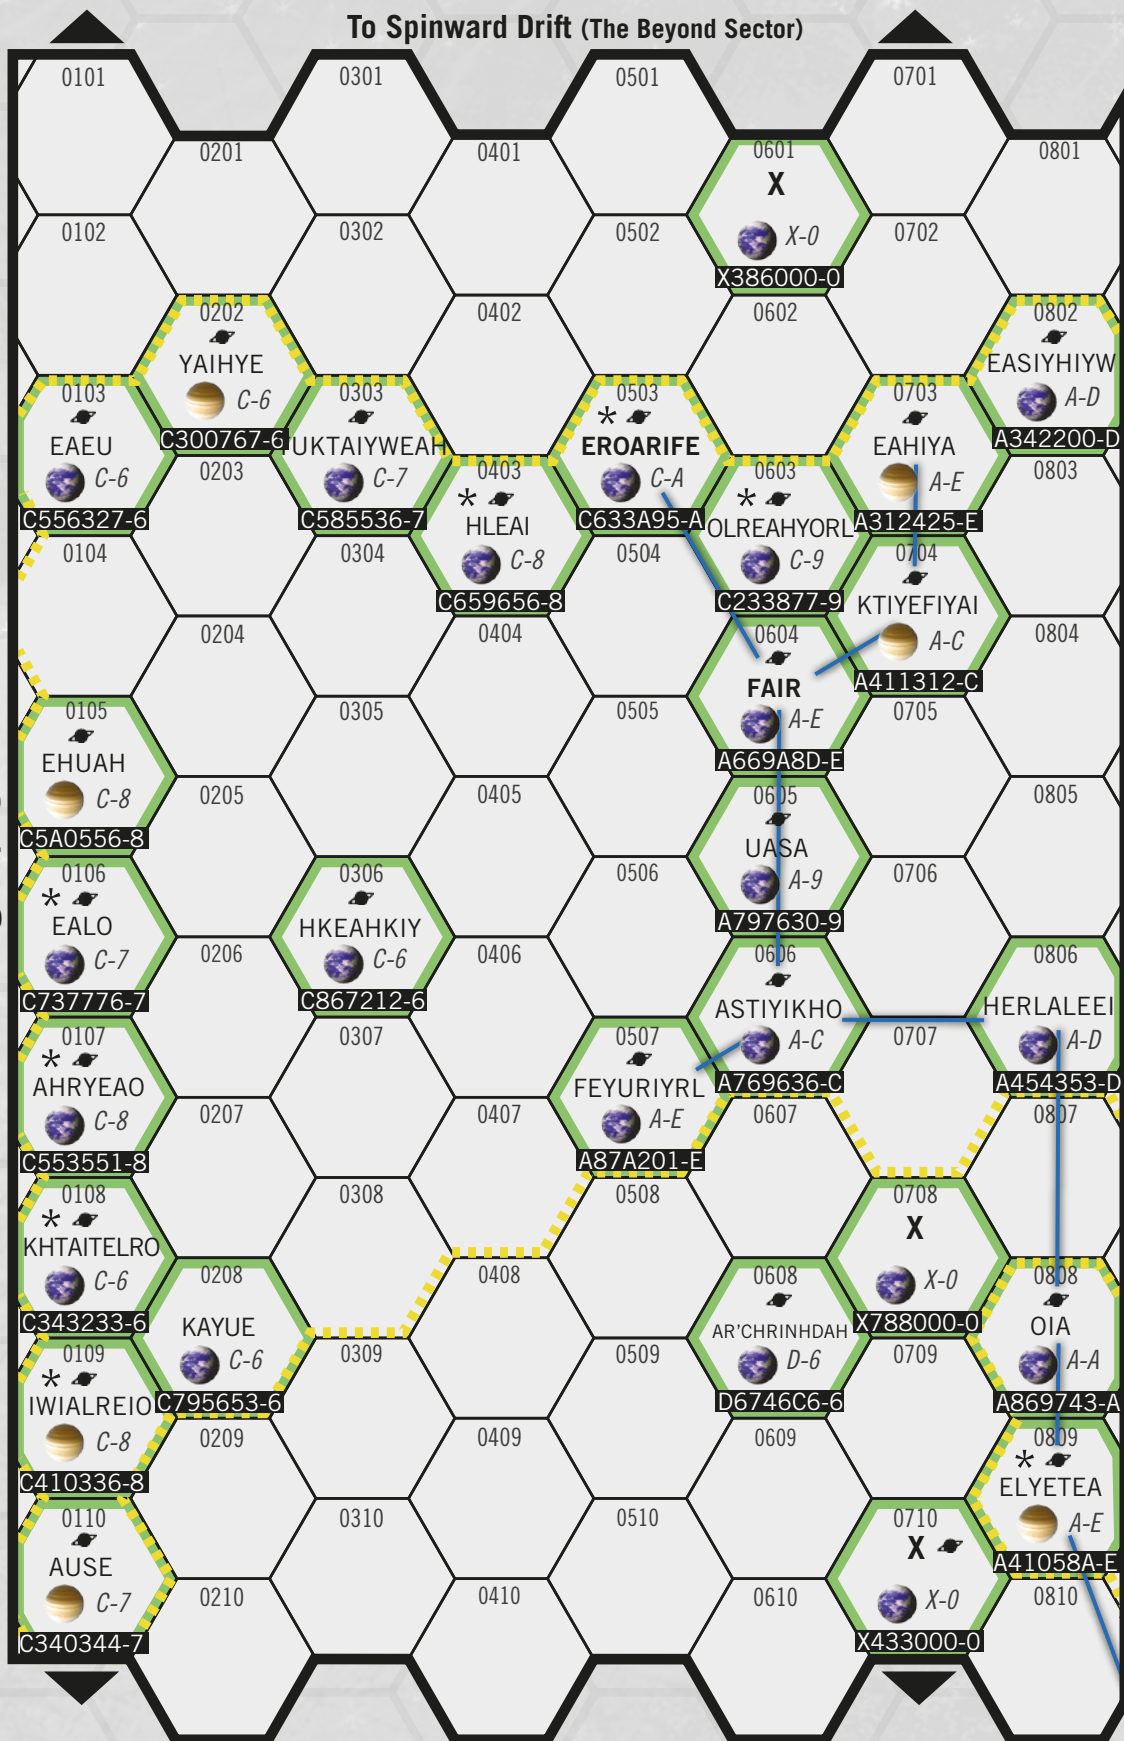 To Spinward Drift (The Beyond Sector)
0101
0301
0501
0701
0201
0401
0601
X
X-0
X386000-0
0801
0102
0302
0502
0702
0202
YAIHYE
C-6
C300767-6
0402
0602
0802
EASIYHIYW
A-D
A342200-D
0103
EAEU
C-6
C556327-6
0303
C-7
C585536-7
0503
*
EROARIFE
C-A
C633A95-A
0703
EAHIYA
A-E
A312425-E
0203
0403
*
HLEAI
C-8
C659656-8
0603
*
OLREAHYORL
C-9
C233877-9
0803
0104
0304
0504
0704
KTIYEFIYAI
A-C
A411312-C
0204
0404
0604
FAIR
A-E
A669A8D-E
0804
0105
EHUAH
C-8
C5A0556-8
0305
0505
0705
0205
0405
0605
UASA
A-9
A797630-9
0805
0106
*
EALO
C-7
C737776-7
0306
HKEAHKIY
C-6
C867212-6
0506
0706
0206
0406
0606
ASTIYIKHO
A-C
A769636-C
0806
HERLALEEI
A-D
A454353-D
0107
*
AHRYEAO
C-8
C553551-8
0307
0507
FEYURIYRL
A-E
A87A201-E
0707
0207
0407
0607
0807
0108
*
KHTAITELRO
C-6
C343233-6
0308
0508
0708
X
X-0
X788000-0
0208
KAYUE
C-6
C795653-6
0408
0608
AR'CHRINHDAH
D-6
D6746C6-6
0808
OIA
A-A
A869743-A
0109
*
IWIALREIO
C-8
C410336-8
0309
0509
0709
0209
0409
0609
0809
*
ELYETEA
A-E
A41058A-E
0110
AUSE
C-7
C340344-7
0310
0510
0710
X
X-0
X433000-0
0210
0410
0610
0810